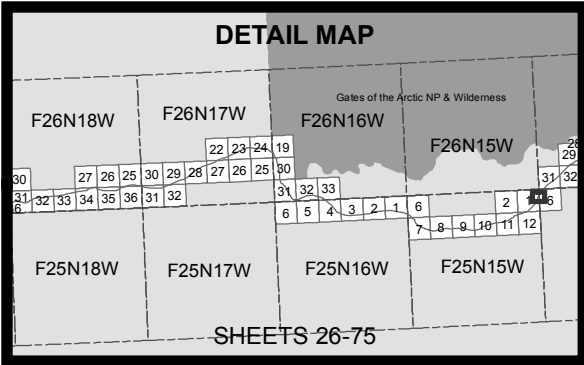 DETAIL MAP
Gates of the Arctic NP & Wilderness
F26N18W
F26N17W
F26N16W
F26N15W
22 23 24 19
28
29
30
27 26 25 30 29 28 27 26 25 30
31 32
31 32 33 34 35 36 31 32
31 32 33
6
6 5 4 3 2 1 6
2 1 6
7 8 9 10 11 12
F25N18W
F25N17W
F25N16W
F25N15W
SHEETS 26-75